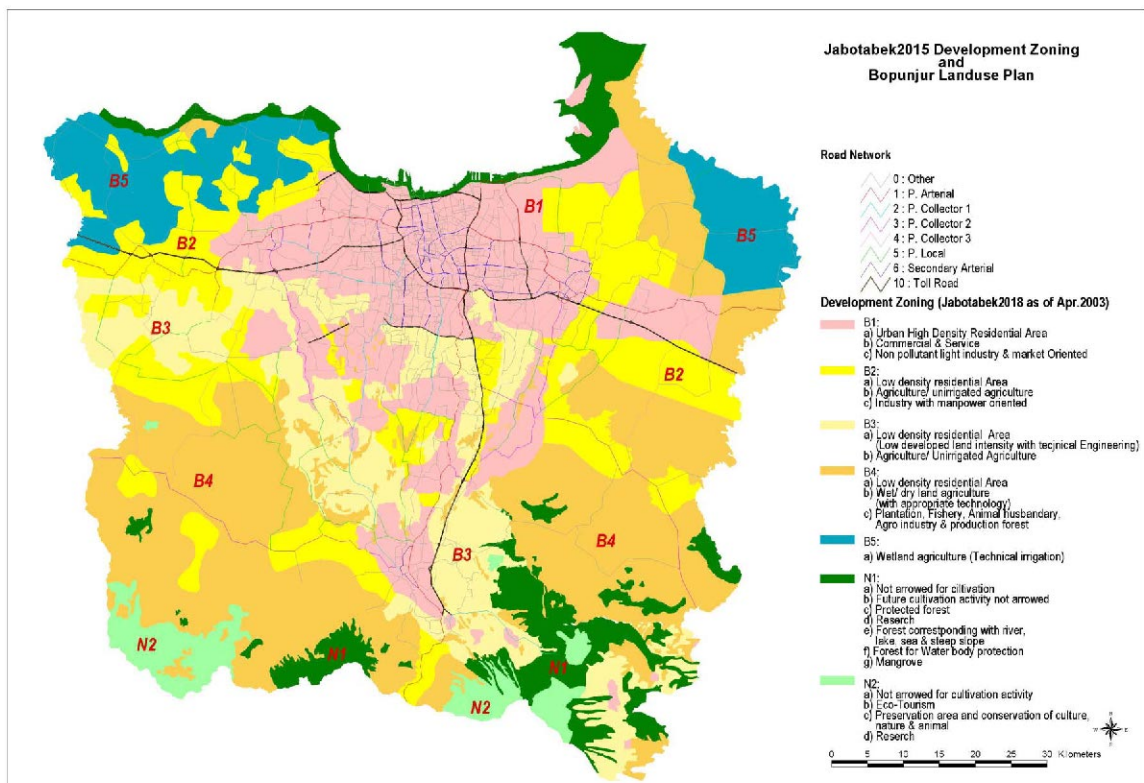 Jabotabek2015 Development Zoning
and
Bopunjur Landuse Plan
Road Network
0 : Other
1 : P. Arterial
2 : P. Collector 1
3 : P. Collector 2
4 : P. Collector 3
5 : P. Local
6 : Secondary Arterial
10 : Toll Road
Development Zoning (Jabotabek2018 as of Apr.2003)
B1:
a) Urban High Density Residential Area
b) Commercial & Service
c) Non pollutant light industry & market Oriented
B2:
a) Low density residential Area
b) Agriculture/ unirrigated agriculture
c) Industry with manpower oriented
B3:
a) Low density residential Area
(Low developed land intensity with tecjnical Engineering)
b) Agriculture/ Unirrigated Agriculture
B4:
a) Low density residential Area
b) Wet/ dry land agriculture
(with appropriate technology)
c) Plantation, Fishery, Animal husbandary,
Agro industry & production forest
B5:
a) Wetland agriculture (Technical irrigation)
N1:
a) Not arrowed for ciltivation
b) Future cultivation activity not arrowed
c) Protected forest
d) Reserch
e) Forest correstponding with river,
lake, sea & steep slope
f) Forest for Water body protection
g) Mangrove
N2:
a) Not arrowed for cultivation activity
b) Eco-Tourism
c) Preservation area and conservation of culture,
nature & animal
d) Reserch
0 5 10 15 20 25 30 Kilometers
W E
B5
B1
B2
B5
B3
B2
B4
B3
B4
N2
N1
N1
N2